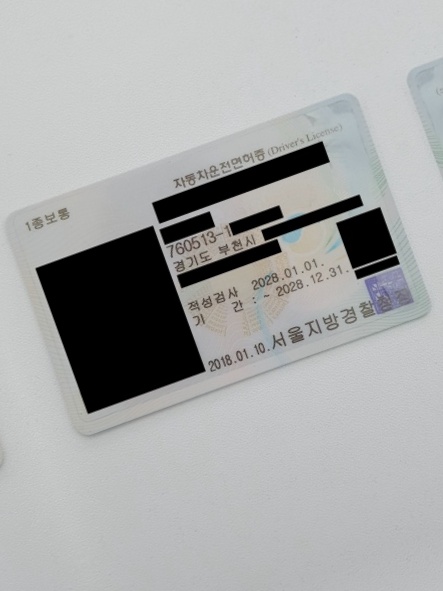 자동차운전면허증 (Driver's License)
1종보통
760513-1
경기도 부천시
적성검사 2028.01.01.
기 간 : ~ 2028.12.31.
2018.01.10. 서울지방경찰청장